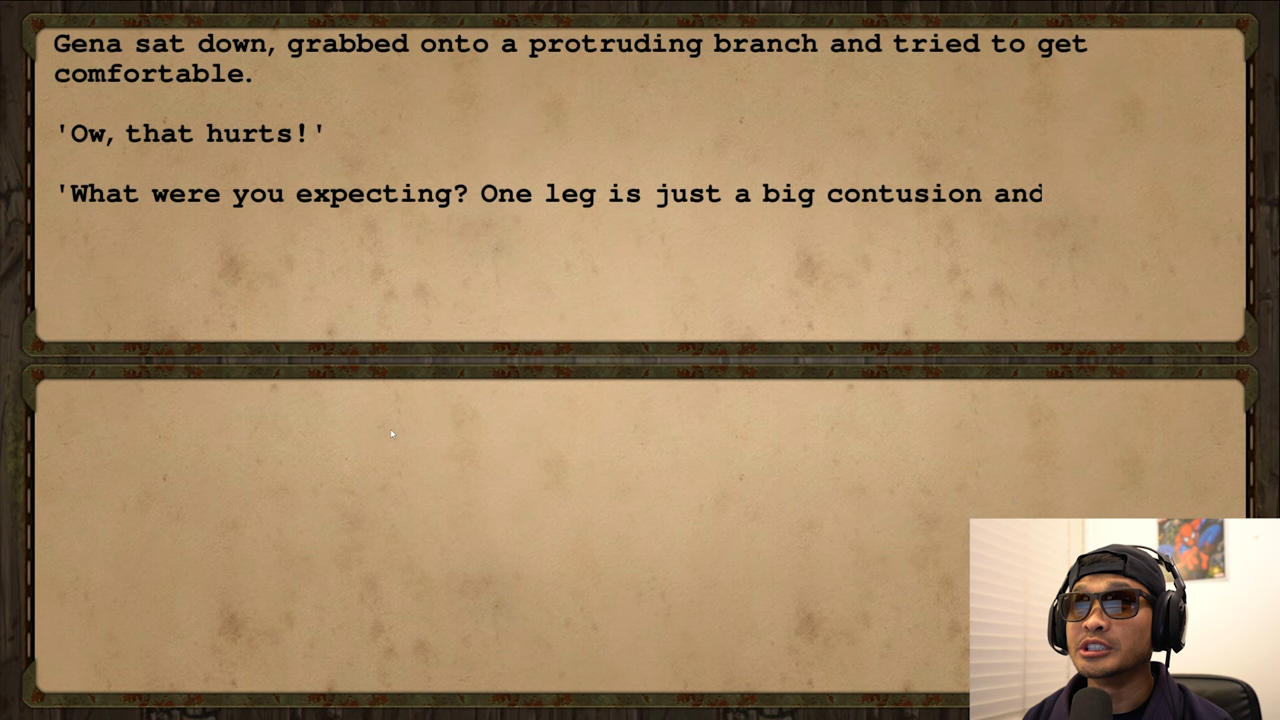 Gena sat down, grabbed onto a protruding branch and tried to get
comfortable.
'Ow, that hurts!'
'What were you expecting? One leg is just a big contusion and